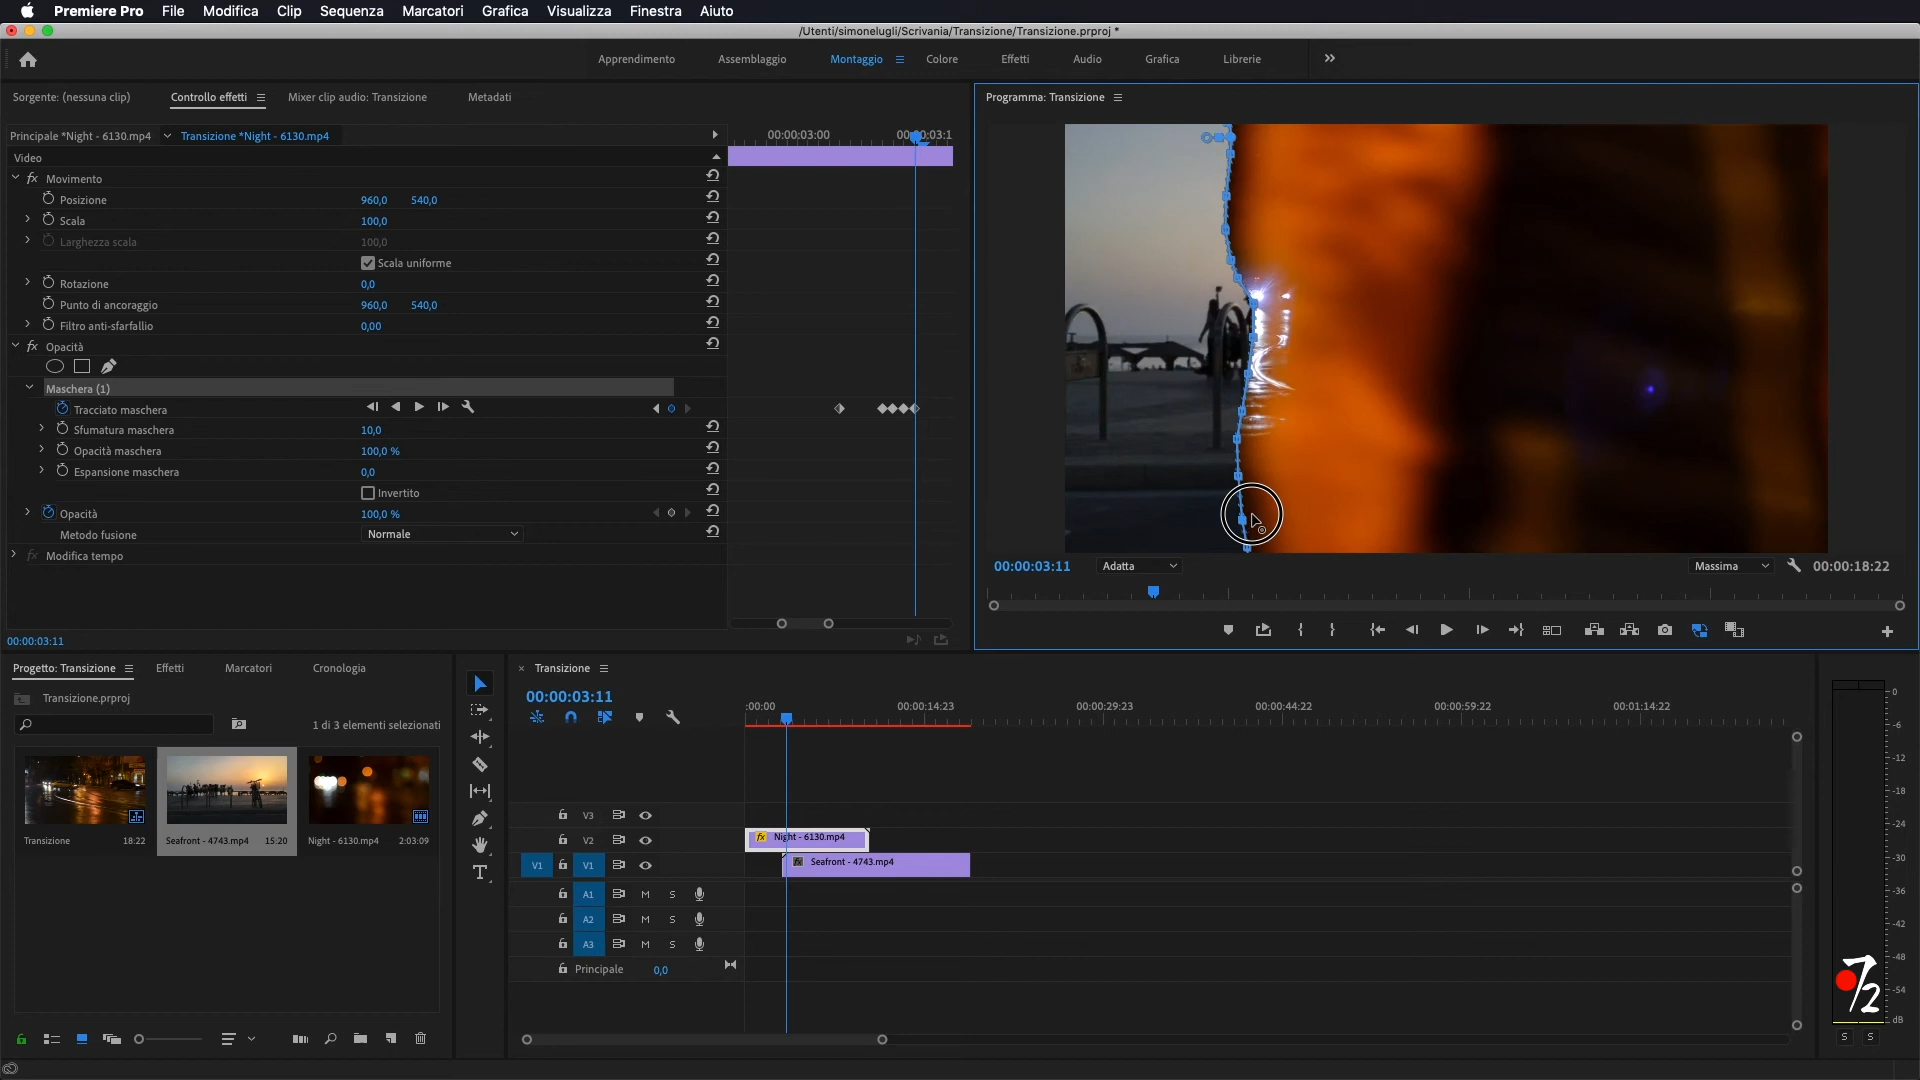 Premiere Pro File Modifica Clip Sequenza Marcatori Grafica Visualizza Finestra Aiuto
/Utenti/simonelugli/Scrivania/Transizione/Transizione.prproj *
Apprendimento Assemblaggio Montaggio Colore Effetti Audio Grafica Librerie
Sorgente: (nessuna clip) Controllo effetti Mixer clip audio: Transizione Metadati
Programma: Transizione
Principale *Night - 6130.mp4 Transizione *Night - 6130.mp4
00:00:03:00 00:00:03:1
Video
fx Movimento
Posizione 960,0 540,0
Scala 100,0
Larghezza scala 100,0
Scala uniforme
Rotazione 0,0
Punto di ancoraggio 960,0 540,0
Filtro anti-sfarfallio 0,00
fx Opacità
Maschera (1)
Tracciato maschera
Sfumatura maschera 10,0
Opacità maschera 100,0 %
Espansione maschera 0,0
Invertito
Opacità 100,0 %
Metodo fusione Normale
fx Modifica tempo
00:00:03:11
00:00:03:11 Adatta Massima 00:00:18:22
Progetto: Transizione Effetti Marcatori Cronologia
Transizione.prproj
1 di 3 elementi selezionati
Transizione 18:22
Seafront - 4743.mp4 15:20
Night - 6130.mp4 2:03:09
× Transizione
00:00:03:11
:00:00 00:00:14:23 00:00:29:23 00:00:44:22 00:00:59:22 00:01:14:22
V3
V2
fx Night - 6130.mp4
V1 V1
fx Seafront - 4743.mp4
A1 M S
A2 M S
A3 M S
Principale 0,0
T
0
-6
-12
-18
-24
-30
-36
-42
-48
-54
dB
S S
72